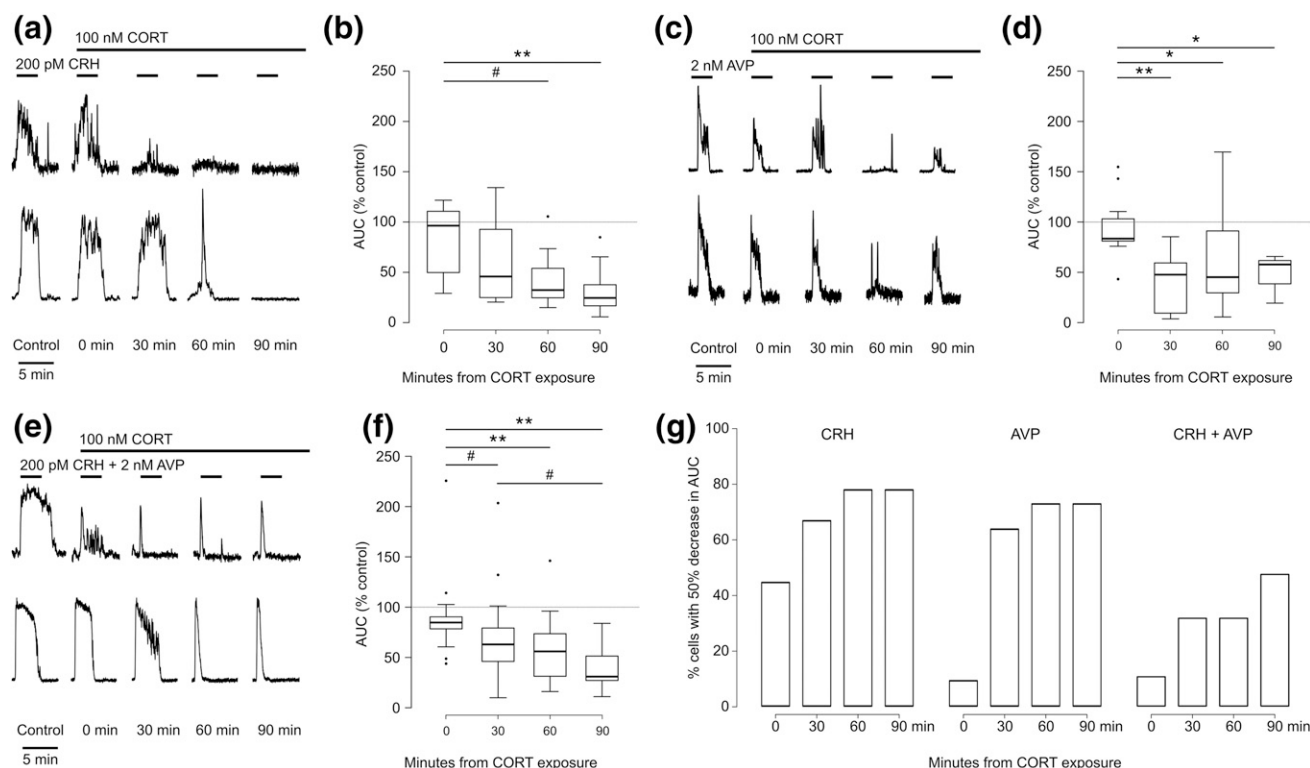 (a)
100 nM CORT
200 pM CRH
Control 0 min 30 min 60 min 90 min
5 min
(b)
**
#
250
200
150
100
50
0
AUC (% control)
0 30 60 90
Minutes from CORT exposure
(c)
100 nM CORT
2 nM AVP
Control 0 min 30 min 60 min 90 min
5 min
(d)
*
*
**
250
200
150
100
50
0
AUC (% control)
0 30 60 90
Minutes from CORT exposure
(e)
100 nM CORT
200 pM CRH + 2 nM AVP
Control 0 min 30 min 60 min 90 min
5 min
(f)
**
**
#
#
250
200
150
100
50
0
AUC (% control)
0 30 60 90
Minutes from CORT exposure
(g)
CRH AVP CRH + AVP
100
80
60
40
20
0
% cells with 50% decrease in AUC
0 30 60 90 min 0 30 60 90 min 0 30 60 90 min
Minutes from CORT exposure